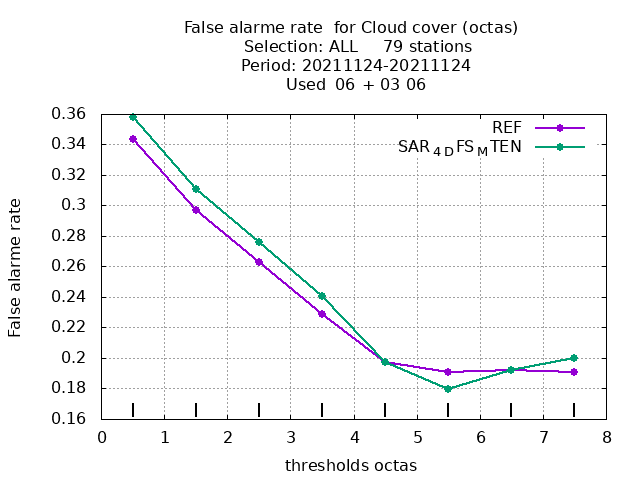 False alarme rate  for Cloud cover (octas)
Selection: ALL     79 stations
Period: 20211124-20211124
Used  06 + 03 06
REF
SAR4DFSMTEN
False alarme rate
0.36
0.34
0.32
0.3
0.28
0.26
0.24
0.22
0.2
0.18
0.16
0 1 2 3 4 5 6 7 8
thresholds octas